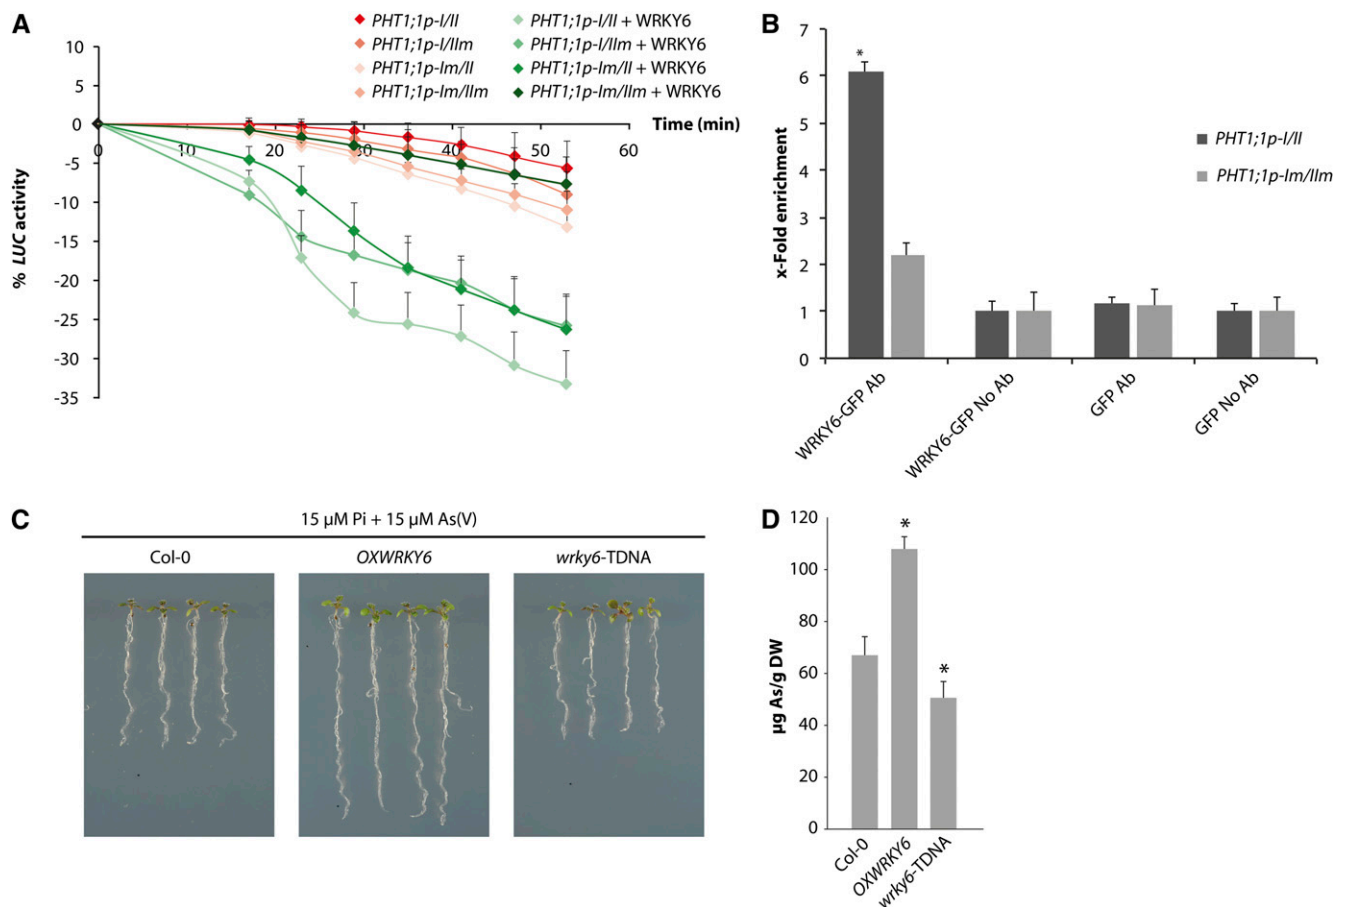 A
PHT1;1p-I/II
PHT1;1p-I/IIm
PHT1;1p-Im/II
PHT1;1p-Im/IIm
PHT1;1p-I/II + WRKY6
PHT1;1p-I/IIm + WRKY6
PHT1;1p-Im/II + WRKY6
PHT1;1p-Im/IIm + WRKY6
% LUC activity
10
5
0
-5
-10
-15
-20
-25
-30
-35
0
10
20
30
40
50
60
Time (min)
B
x-Fold enrichment
7
6
5
4
3
2
1
0
*
PHT1;1p-I/II
PHT1;1p-Im/IIm
WRKY6-GFP Ab
WRKY6-GFP No Ab
GFP Ab
GFP No Ab
C
15 µM Pi + 15 µM As(V)
Col-0
OXWRKY6
wrky6-TDNA
D
µg As/g DW
120
100
80
60
40
20
0
*
*
Col-0
OXWRKY6
wrky6-TDNA